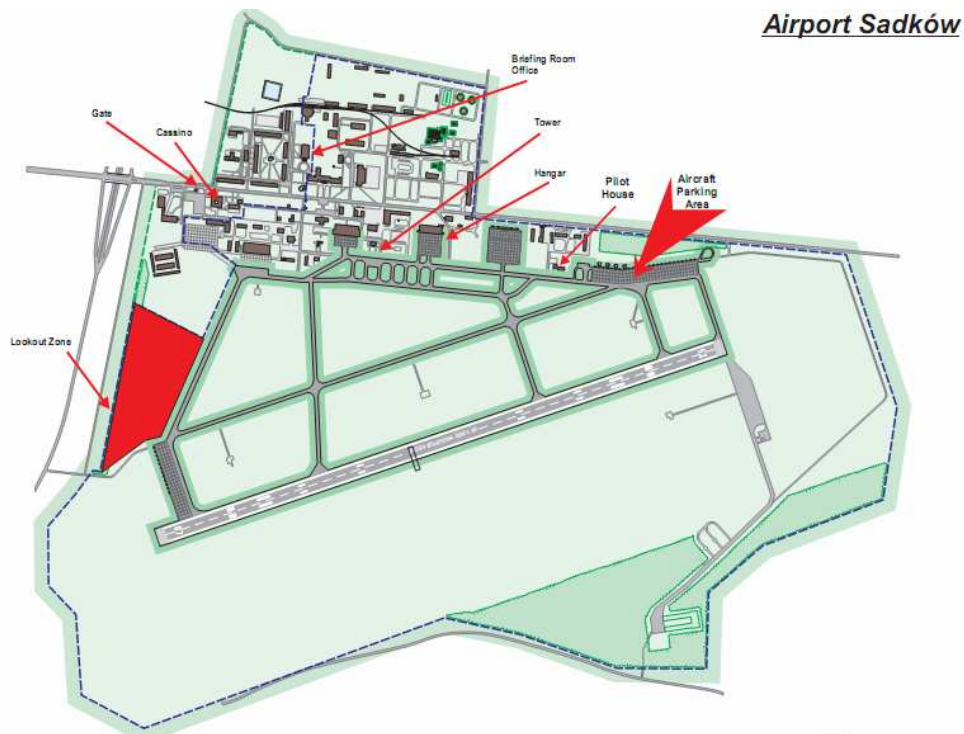 Airport Sadków
Briefing Room
Office
Gate
Cassino
Tower
Hangar
Pilot
House
Aircraft
Parking
Area
Lookout Zone